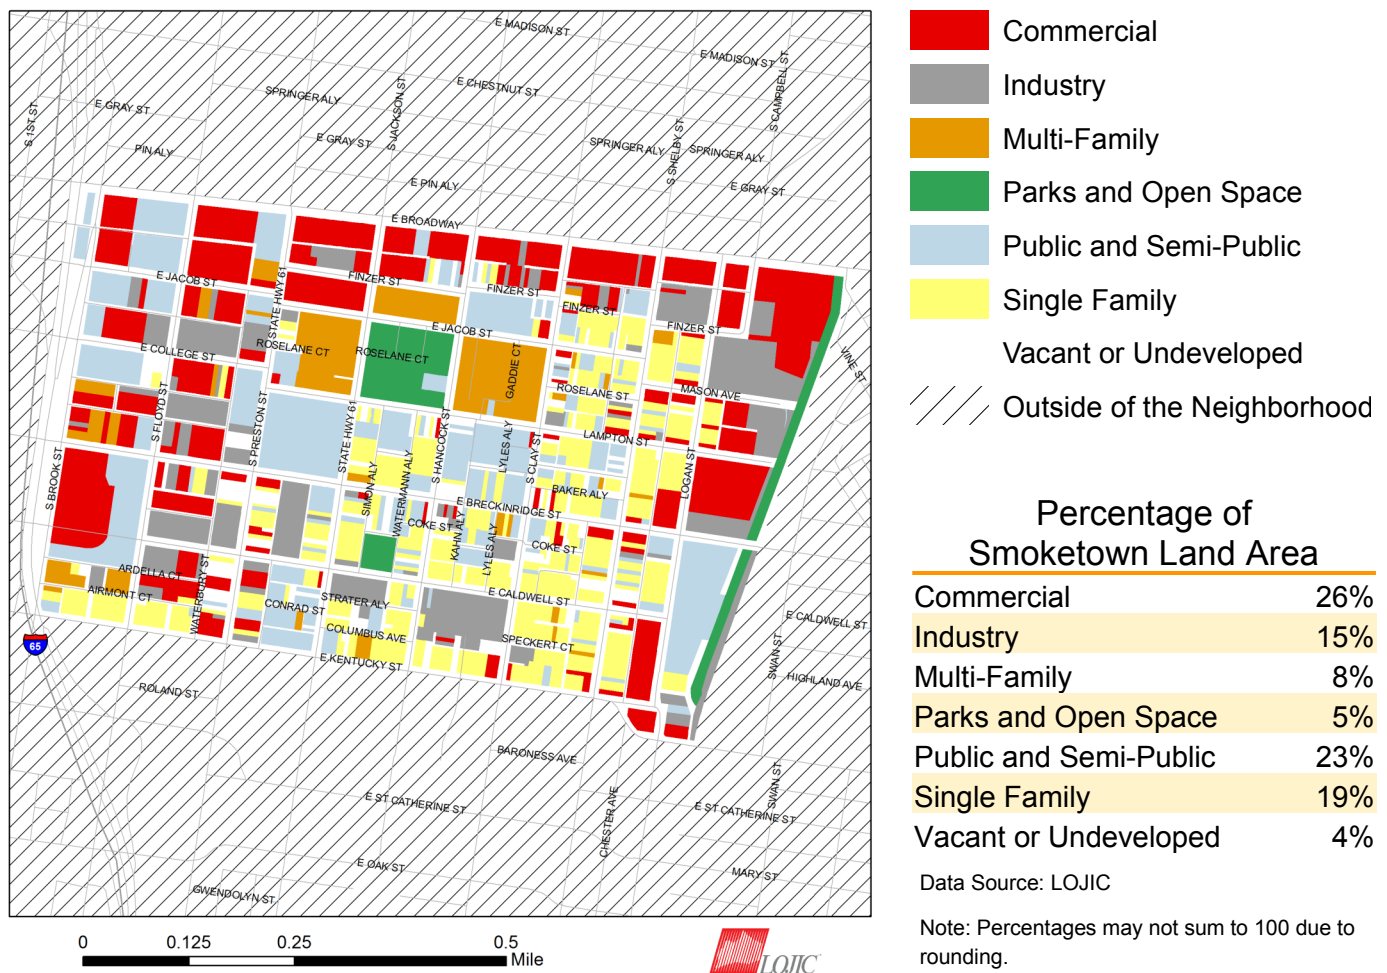 E MADISON ST
E MADISON ST
S CAMPBELL ST
E CHESTNUT ST
SPRINGER ALY
S JACKSON ST
E GRAY ST
S 1ST ST
E GRAY ST
SPRINGER ALY
SPRINGER ALY
S SHELBY ST
PIN ALY
E PIN ALY
E GRAY ST
E BROADWAY
E JACOB ST
STATE HWY 61
FINZER ST
FINZER ST
FINZER ST
FINZER ST
E JACOB ST
E COLLEGE ST
ROSELANE CT
ROSELANE CT
GADDIE CT
VINE ST
ROSELANE ST
MASON AVE
S FLOYD ST
S PRESTON ST
STATE HWY 61
S HANCOCK ST
LYLES ALY
S CLAY ST
LAMPTON ST
LOGAN ST
S BROOK ST
SIMON ALY
WATERMANN ALY
BAKER ALY
E BRECKINRIDGE ST
COKE ST
KAHN ALY
LYLES ALY
COKE ST
ARDELLA CT
AIRMONT CT
WATERBURY ST
CONRAD ST
STRATER ALY
E CALDWELL ST
E CALDWELL ST
COLUMBUS AVE
SPECKERT CT
E KENTUCKY ST
SWAN ST
HIGHLAND AVE
65
ROLAND ST
BARONESS AVE
E ST CATHERINE ST
CHESTER AVE
E ST CATHERINE ST
SWAN ST
E OAK ST
MARY ST
GWENDOLYN ST
0 0.125 0.25 0.5
Mile
LOJIC
Commercial
Industry
Multi-Family
Parks and Open Space
Public and Semi-Public
Single Family
Vacant or Undeveloped
Outside of the Neighborhood
Percentage of
Smoketown Land Area
Commercial 26%
Industry 15%
Multi-Family 8%
Parks and Open Space 5%
Public and Semi-Public 23%
Single Family 19%
Vacant or Undeveloped 4%
Data Source: LOJIC
Note: Percentages may not sum to 100 due to
rounding.